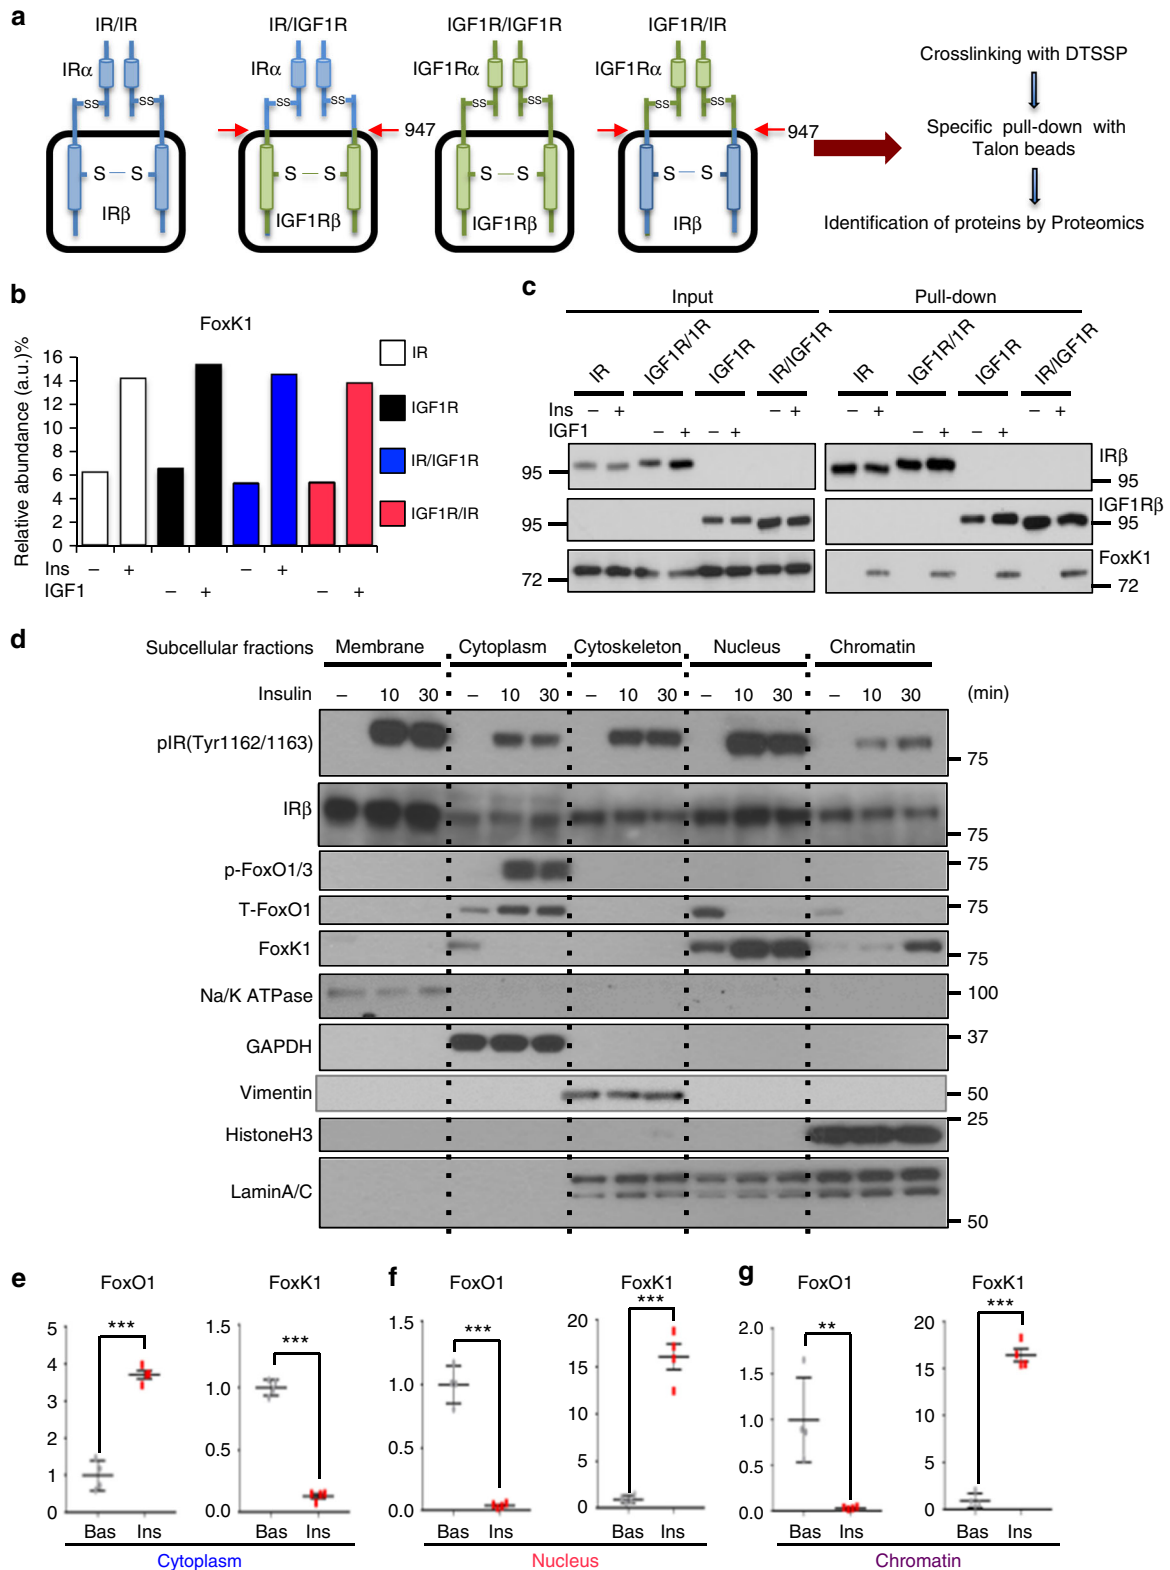 a
IR/IR
IR/IGF1R
IGF1R/IGF1R
IGF1R/IR
IRα
IRα
IGF1Rα
IGF1Rα
SS SS SS SS SS SS SS SS
947
947
S – S
S – S
S – S
S – S
IRβ
IGF1Rβ
IGF1Rβ
IRβ
Crosslinking with DTSSP
Specific pull-down with
Talon beads
Identification of proteins by Proteomics
b
FoxK1
Relative abundance (a.u.)%
16
14
12
10
8
6
4
2
0
Ins – + – +
IGF1 – + – +
IR
IGF1R
IR/IGF1R
IGF1R/IR
c
Input
Pull-down
IR IGF1R/1R IGF1R IR/IGF1R IR IGF1R/1R IGF1R IR/IGF1R
Ins – + – + – + – +
IGF1 – + – + – + – +
95
IRβ
95
95
IGF1Rβ
95
72
FoxK1
72
d
Subcellular fractions Membrane Cytoplasm Cytoskeleton Nucleus Chromatin
Insulin – 10 30 – 10 30 – 10 30 – 10 30 – 10 30 (min)
pIR(Tyr1162/1163)
75
IRβ
75
p-FoxO1/3
75
T-FoxO1
75
FoxK1
75
Na/K ATPase
100
GAPDH
37
Vimentin
50
HistoneH3
25
LaminA/C
50
e
FoxO1
5
4
3
2
1
0
***
Bas Ins
FoxK1
1.5
1.0
0.5
0.0
***
Bas Ins
Cytoplasm
f
FoxO1
1.5
1.0
0.5
0.0
***
Bas Ins
FoxK1
20
15
10
5
0
***
Bas Ins
Nucleus
g
FoxO1
2.0
1.5
1.0
0.5
0.0
**
Bas Ins
FoxK1
20
15
10
5
0
***
Bas Ins
Chromatin